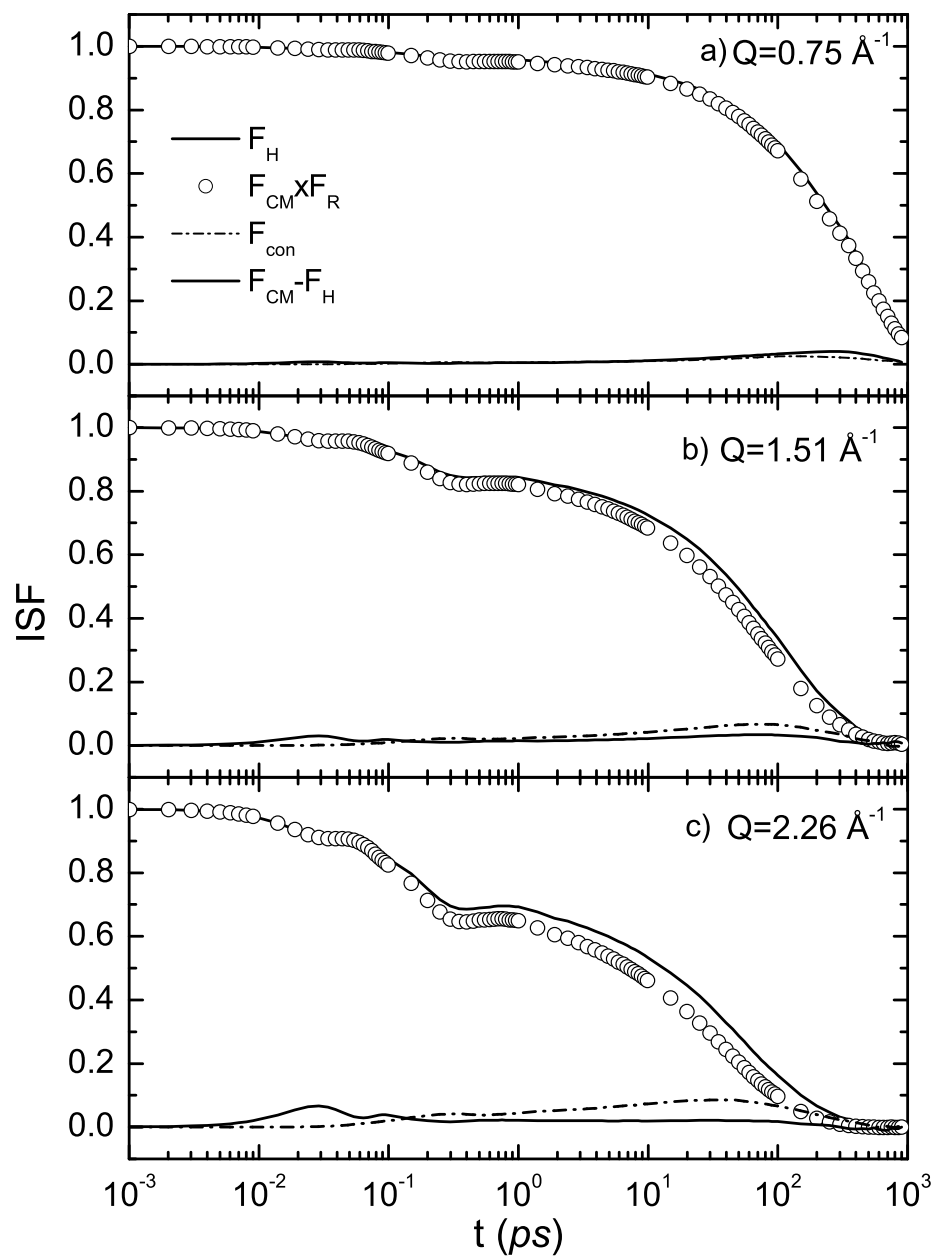 a) Q=0.75 Å⁻¹
1.0
0.8
0.6
0.4
0.2
0.0
F_H
F_CMxF_R
F_con
F_CM-F_H
b) Q=1.51 Å⁻¹
1.0
0.8
0.6
0.4
0.2
0.0
ISF
c) Q=2.26 Å⁻¹
1.0
0.8
0.6
0.4
0.2
0.0
10⁻³ 10⁻² 10⁻¹ 10⁰ 10¹ 10² 10³
t (ps)